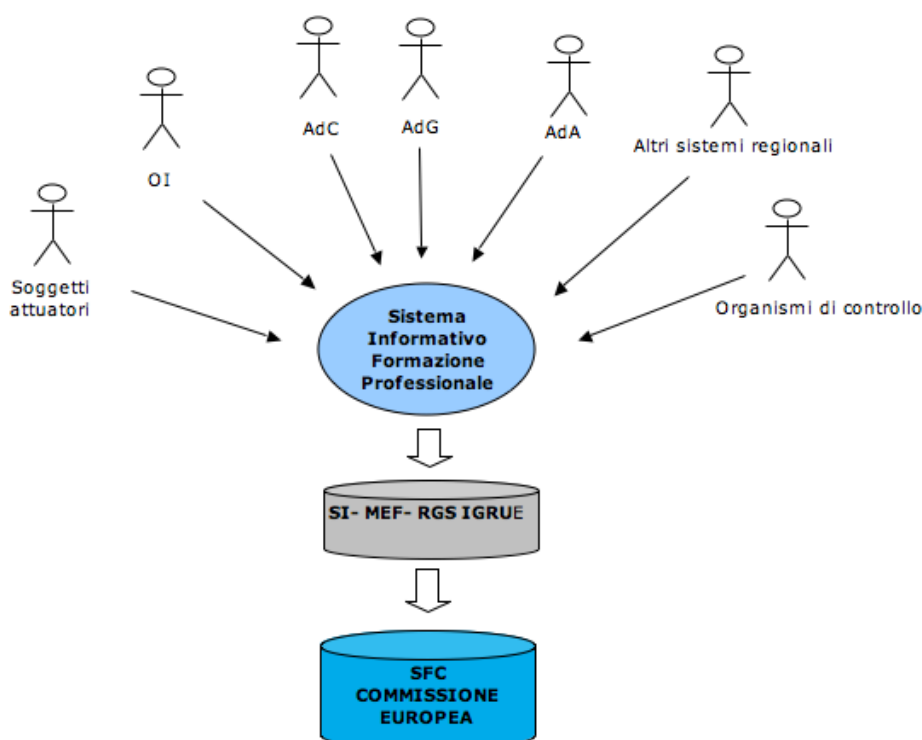 AdC
AdG
AdA
Altri sistemi regionali
OI
Soggetti
attuatori
Organismi di controllo
Sistema
Informativo
Formazione
Professionale
SI- MEF- RGS IGRUE
SFC
COMMISSIONE
EUROPEA